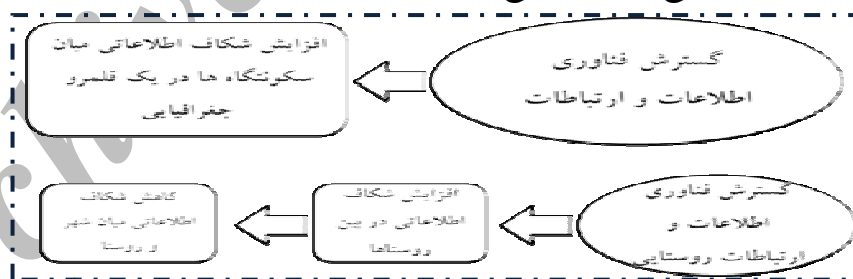 گسترش فناوری
اطلاعات و ارتباطات
افزایش شکاف اطلاعاتی میان
سکونتگاه ها در یک قلمرو
جغرافیایی
گسترش فناوری
اطلاعات و
ارتباطات روستایی
افزایش شکاف
اطلاعاتی در بین
روستاها
کاهش شکاف
اطلاعاتی میان شهر
و روستا